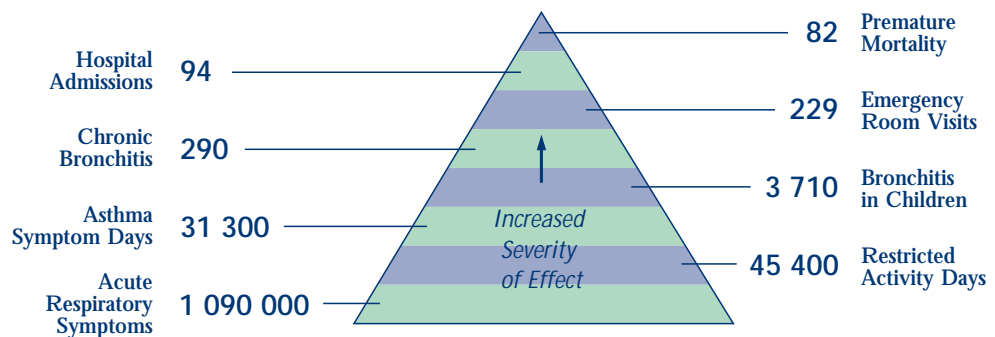 82
Premature
Mortality
Hospital
Admissions
94
229
Emergency
Room Visits
Chronic
Bronchitis
290
3 710
Bronchitis
in Children
Asthma
Symptom Days
31 300
Increased
Severity
of Effect
45 400
Restricted
Activity Days
Acute
Respiratory
Symptoms
1 090 000